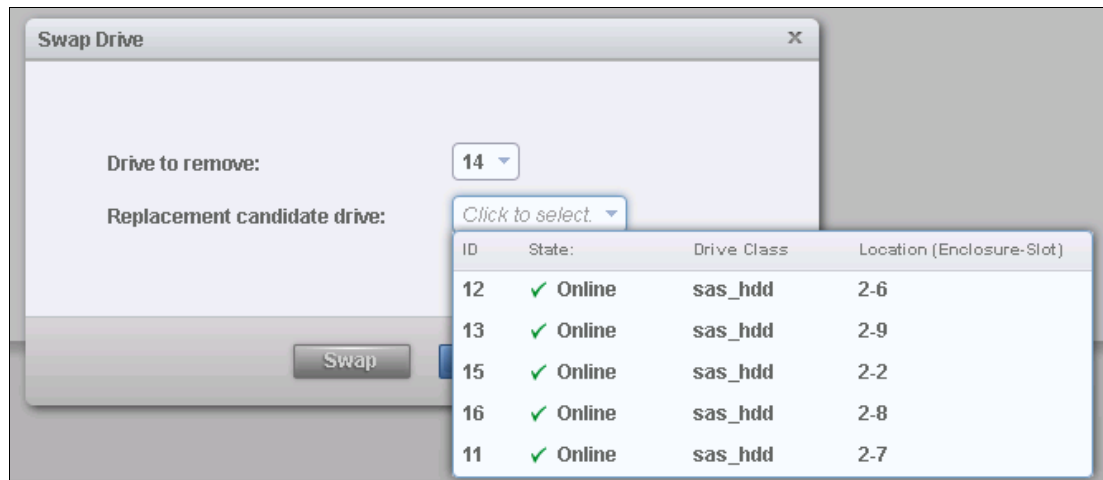 Swap Drive x
Drive to remove: 14
Replacement candidate drive: Click to select.
ID State: Drive Class Location (Enclosure-Slot)
12 ✓ Online sas_hdd 2-6
13 ✓ Online sas_hdd 2-9
15 ✓ Online sas_hdd 2-2
16 ✓ Online sas_hdd 2-8
11 ✓ Online sas_hdd 2-7
Swap